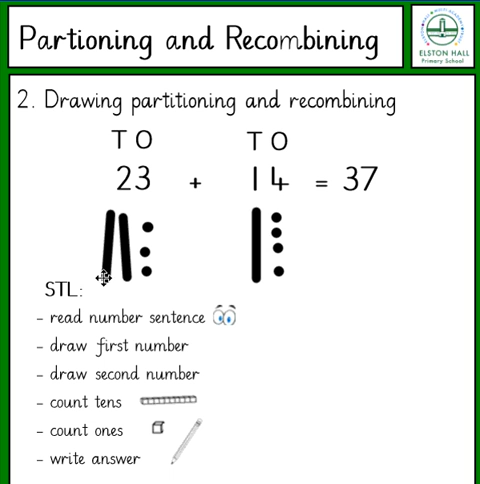 Partioning and Recombining
ELSTON HALL
Primary School
2. Drawing partitioning and recombining
T O T O
23 + 14 = 37
STL:
- read number sentence
- draw first number
- draw second number
- count tens
- count ones
- write answer